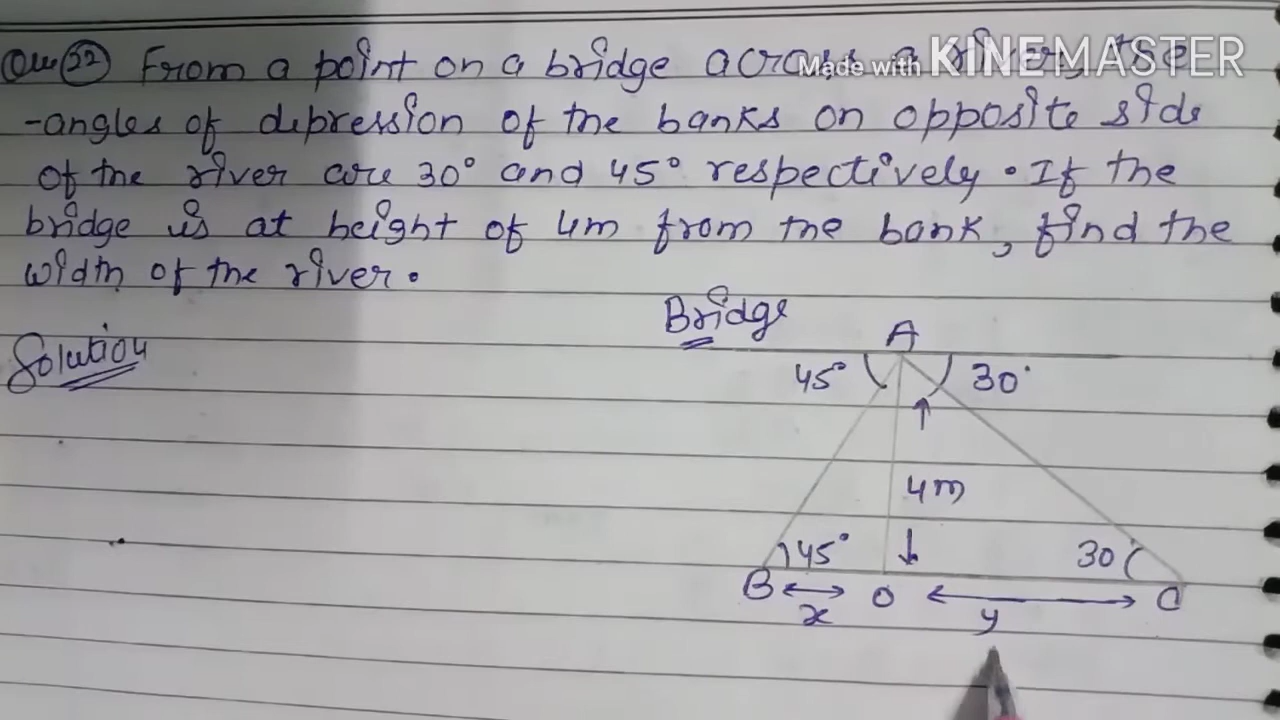 Que 22 From a point on a bridge across a river, the
Made with KINEMASTER
-angles of depression of the banks on opposite side
of the river are 30° and 45° respectively. If the
bridge is at height of 4m from the bank, find the
width of the river.
Bridge
Solution
A
45° 30°
4m
45° 30
B x O y C